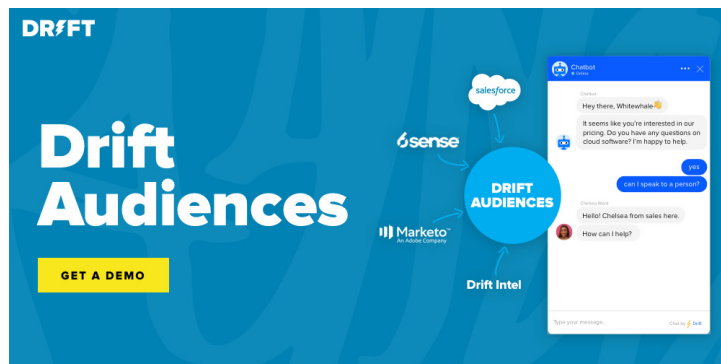 DRIFT
Drift
Audiences
GET A DEMO
salesforce
6sense
Marketo™
An Adobe Company
Drift Intel
DRIFT
AUDIENCES
Chatbot
Online
Chatbot
Hey there, Whitewhale👋
It seems like you're interested in our
pricing. Do you have any questions on
cloud software? I'm happy to help.
yes
can I speak to a person?
Chelsea Work
Hello! Chelsea from sales here.
How can I help?
Type your message...
Chat by ⚡ Drift